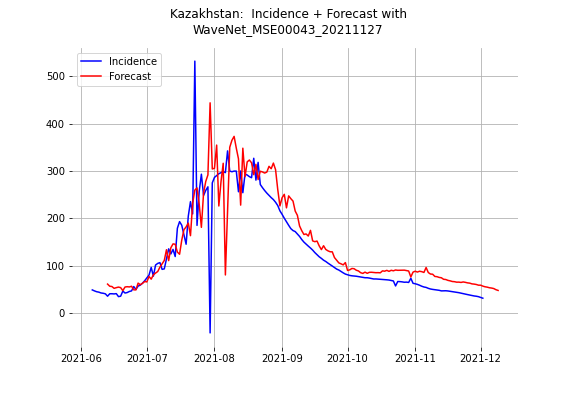 Kazakhstan:  Incidence + Forecast with
WaveNet_MSE00043_20211127
Incidence
Forecast
500
400
300
200
100
0
2021-06 2021-07 2021-08 2021-09 2021-10 2021-11 2021-12